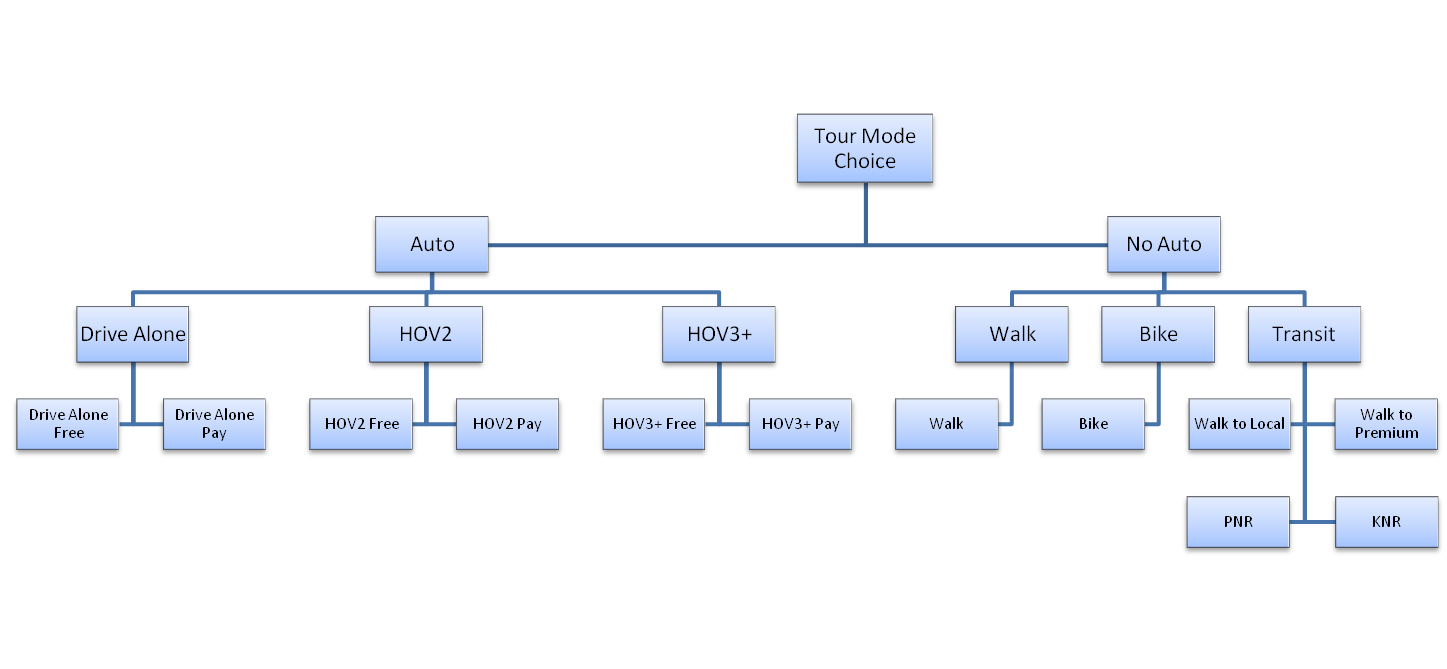 Tour Mode
Choice
Auto
No Auto
Drive Alone
HOV2
HOV3+
Walk
Bike
Transit
Drive Alone
Free
Drive Alone
Pay
HOV2 Free
HOV2 Pay
HOV3+ Free
HOV3+ Pay
Walk
Bike
Walk to Local
Walk to
Premium
PNR
KNR